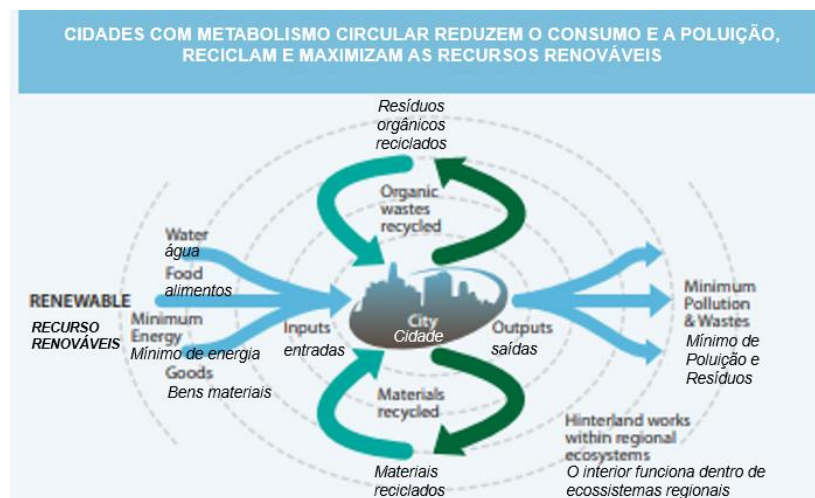 CIDADES COM METABOLISMO CIRCULAR REDUZEM O CONSUMO E A POLUIÇÃO,
RECICLAM E MAXIMIZAM AS RECURSOS RENOVÁVEIS
Resíduos
orgânicos
reciclados
Organic
wastes
recycled
Water
água
Food
alimentos
RENEWABLE
RECURSO
RENOVÁVEIS
Minimum
Energy
Mínimo de energia
Goods
Bens materiais
Inputs
entradas
City
Cidade
Outputs
saídas
Minimum
Pollution
& Wastes
Mínimo de
Poluição e
Resíduos
Materials
recycled
Materiais
reciclados
Hinterland works
within regional
ecosystems
O interior funciona dentro de
ecossistemas regionais